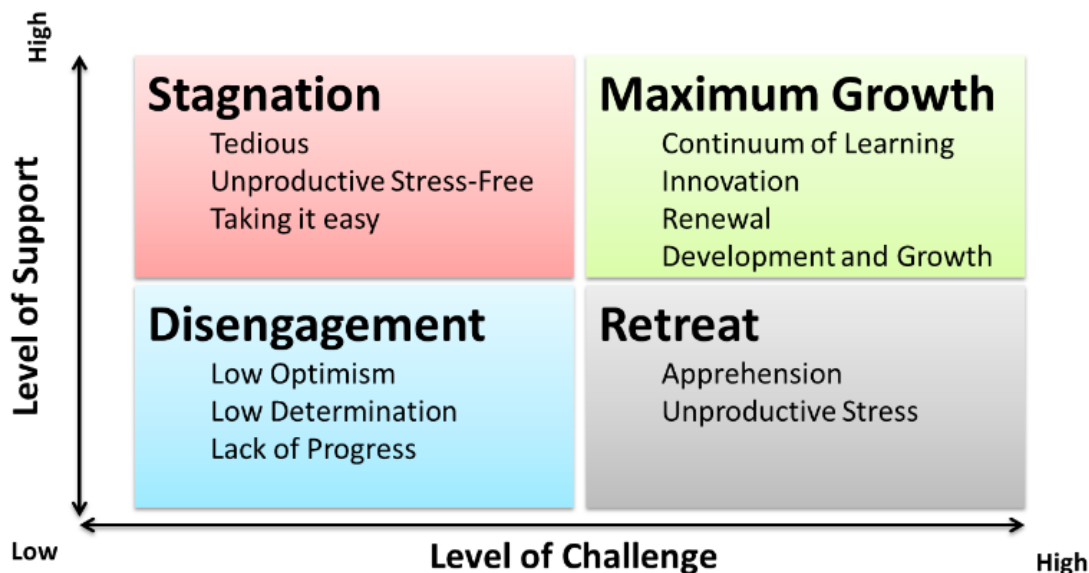 High
Level of Support
Stagnation
Tedious
Unproductive Stress-Free
Taking it easy
Maximum Growth
Continuum of Learning
Innovation
Renewal
Development and Growth
Disengagement
Low Optimism
Low Determination
Lack of Progress
Retreat
Apprehension
Unproductive Stress
Low
Level of Challenge
High